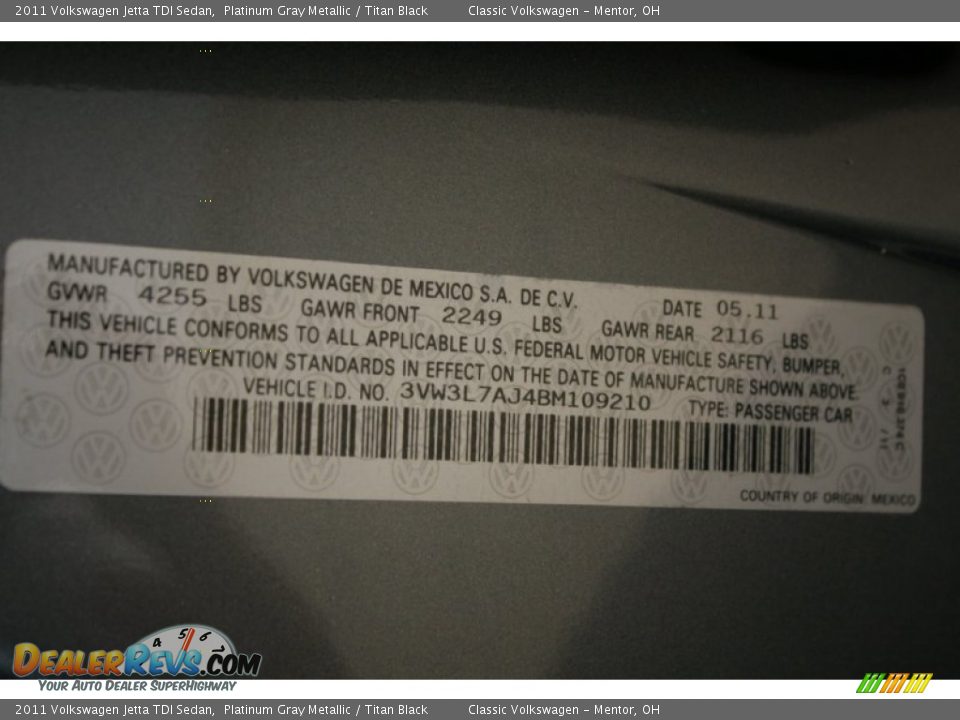 2011 Volkswagen Jetta TDI Sedan,  Platinum Gray Metallic / Titan Black        Classic Volkswagen - Mentor, OH
MANUFACTURED BY VOLKSWAGEN DE MEXICO S.A. DE C.V.   DATE 05.11
GVWR 4255 LBS   GAWR FRONT 2249 LBS   GAWR REAR 2116 LBS
THIS VEHICLE CONFORMS TO ALL APPLICABLE U.S. FEDERAL MOTOR VEHICLE SAFETY, BUMPER,
AND THEFT PREVENTION STANDARDS IN EFFECT ON THE DATE OF MANUFACTURE SHOWN ABOVE.
VEHICLE I.D. NO. 3VW3L7AJ4BM109210   TYPE: PASSENGER CAR
COUNTRY OF ORIGIN MEXICO
4 5 6
DEALERREVS.COM
YOUR AUTO DEALER SUPERHIGHWAY
2011 Volkswagen Jetta TDI Sedan,  Platinum Gray Metallic / Titan Black        Classic Volkswagen - Mentor, OH